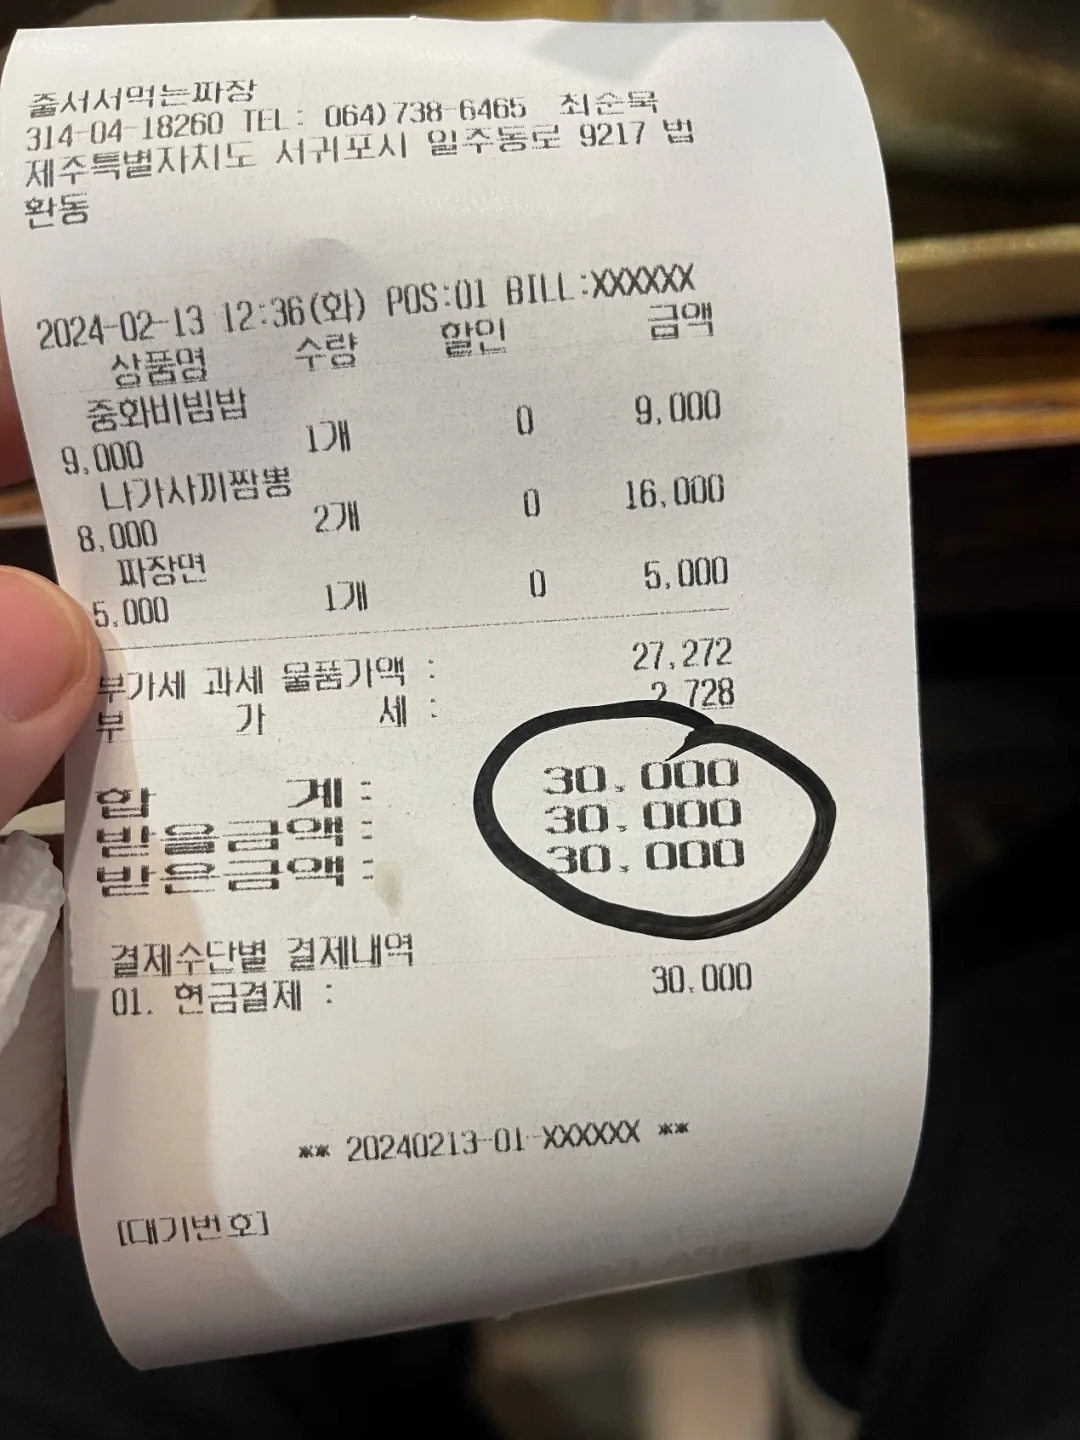 줄서서먹는짜장
314-04-18260 TEL: 064)738-6465 최순묵
제주특별자치도 서귀포시 일주동로 9217 법
환동
2024-02-13 12:36(화) POS:01 BILL:XXXXXX
상품명 수량 할인 금액
중화비빔밥
9,000 1개 0 9,000
나가사끼짬뽕
8,000 2개 0 16,000
짜장면
5,000 1개 0 5,000
부가세 과세 물품가액 : 27,272
부 가 세 : 2,728
합 계 : 30,000
받을금액 : 30,000
받은금액 : 30,000
결제수단별 결제내역
01. 현금결제 : 30,000
** 20240213-01-XXXXXX **
[대기번호]